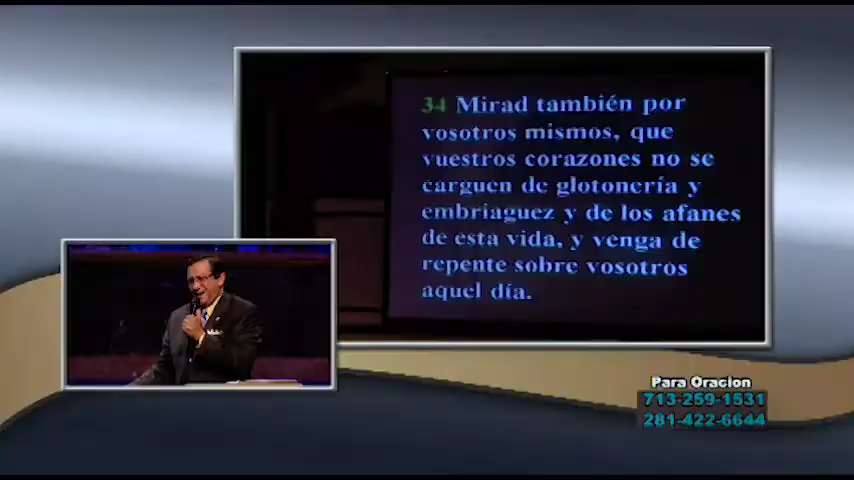 34 Mirad también por
vosotros mismos, que
vuestros corazones no se
carguen de glotonería y
embriaguez y de los afanes
de esta vida, y venga de
repente sobre vosotros
aquel día.
Para Oracion
713-259-1531
281-422-6644